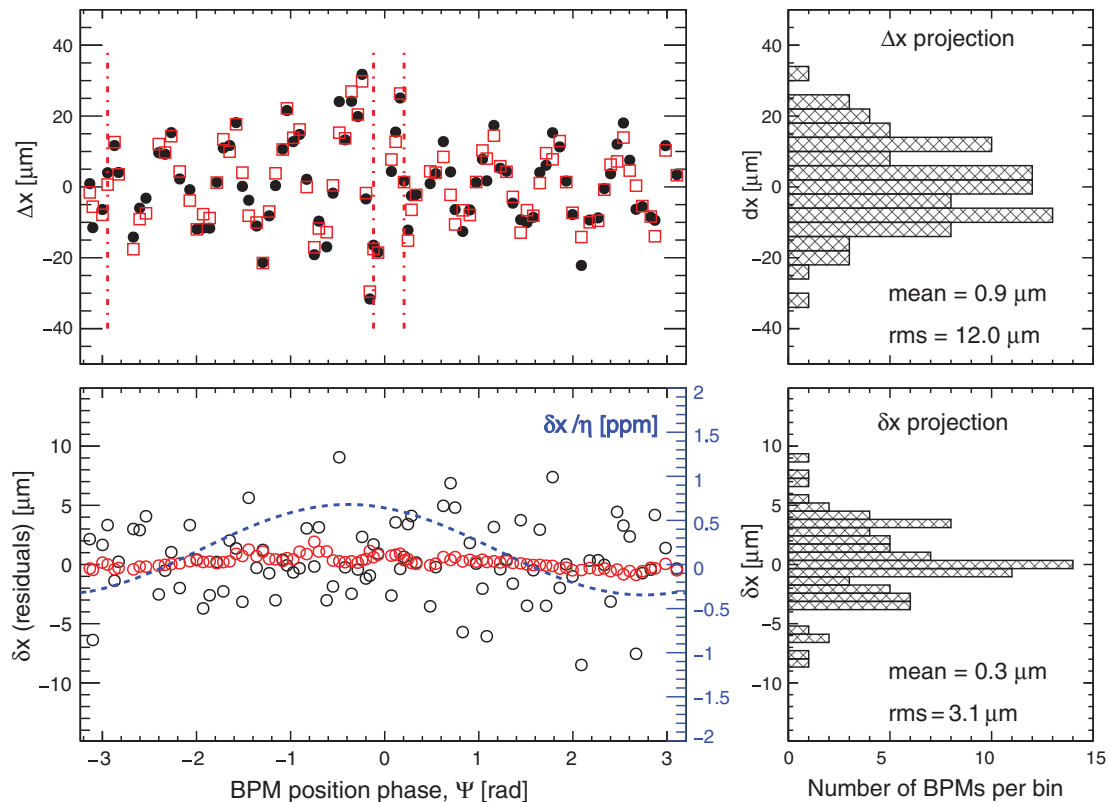 Δx projection
mean = 0.9 μm
rms = 12.0 μm
Δx [μm]
dx [μm]
40
20
0
−20
−40
40
20
0
−20
−40
δx/η [ppm]
δx projection
mean = 0.3 μm
rms = 3.1 μm
δx (residuals) [μm]
δx [μm]
10
5
0
−5
−10
2
1.5
1
0.5
0
−0.5
−1
−1.5
−2
10
5
0
−5
−10
−3 −2 −1 0 1 2 3
0 5 10 15
BPM position phase, Ψ [rad]
Number of BPMs per bin